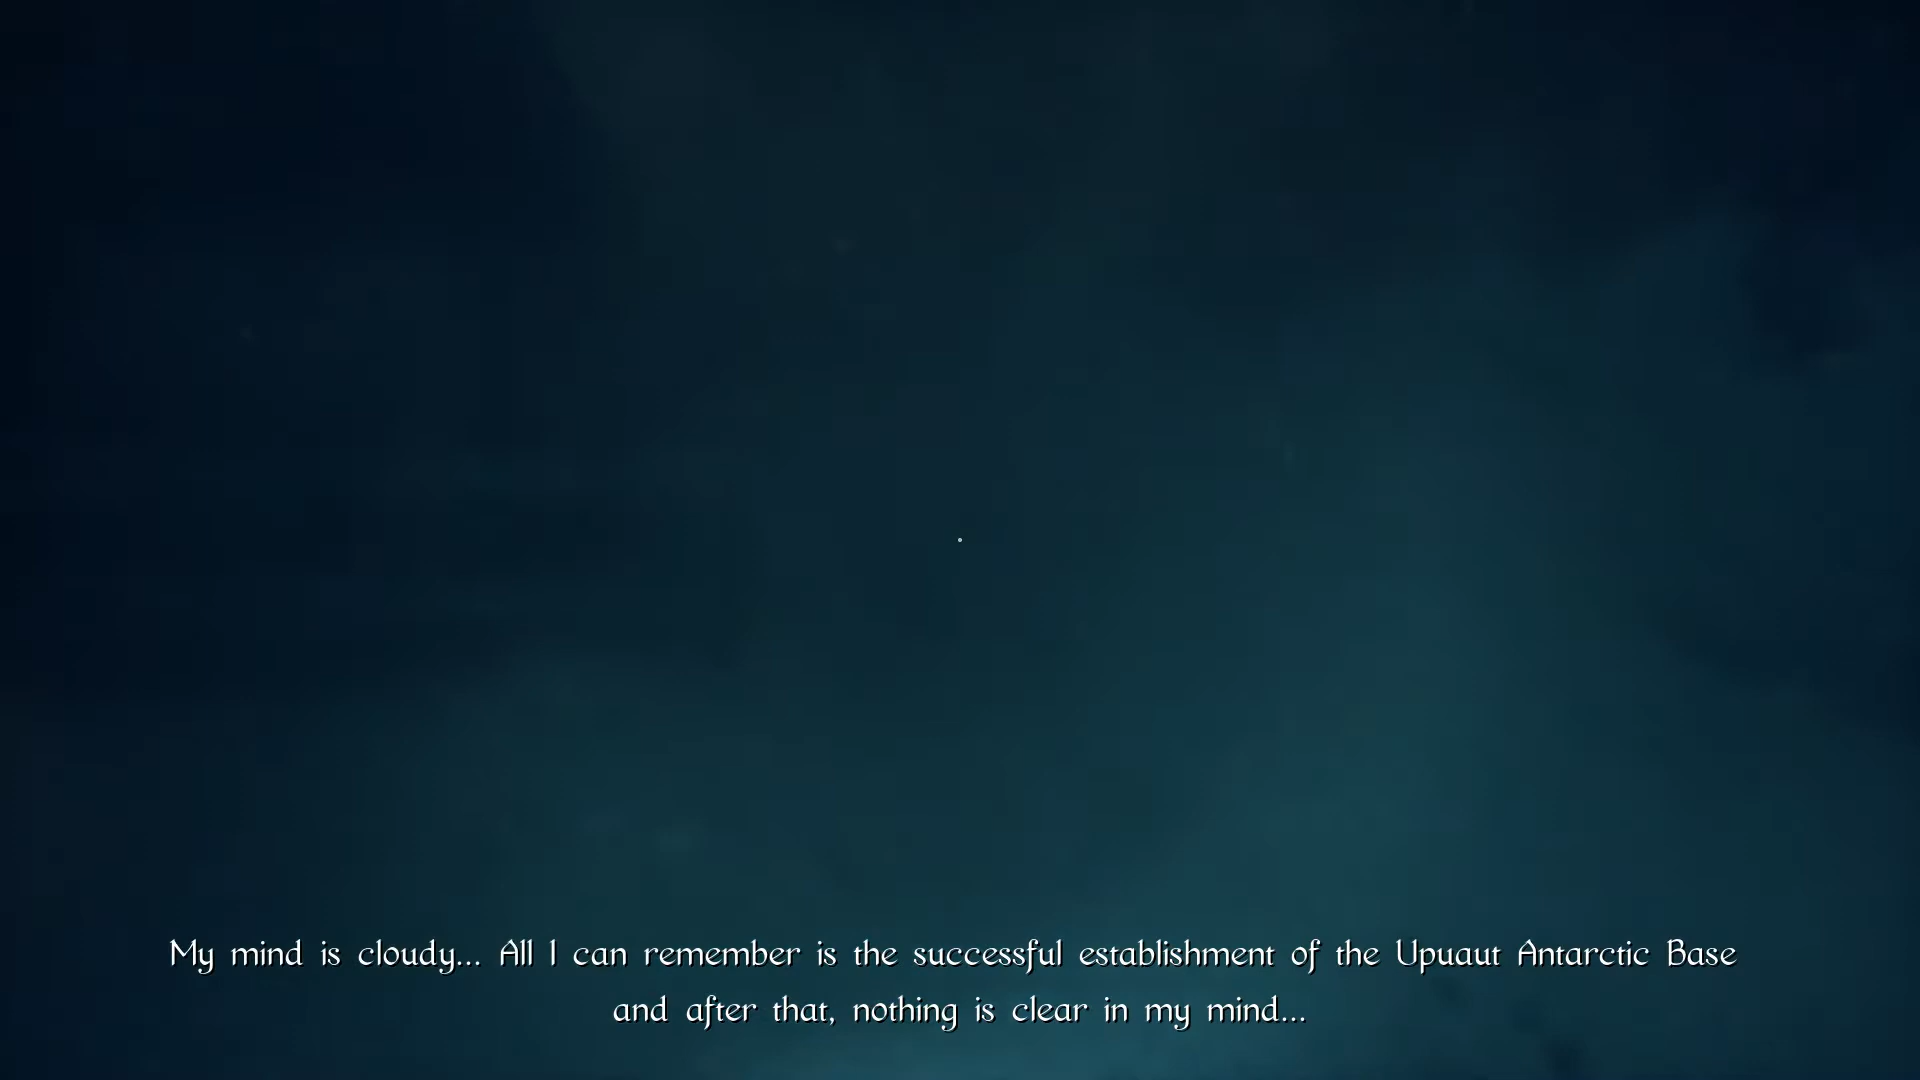 My mind is cloudy... All I can remember is the successful establishment of the Upuaut Antarctic Base
and after that, nothing is clear in my mind...